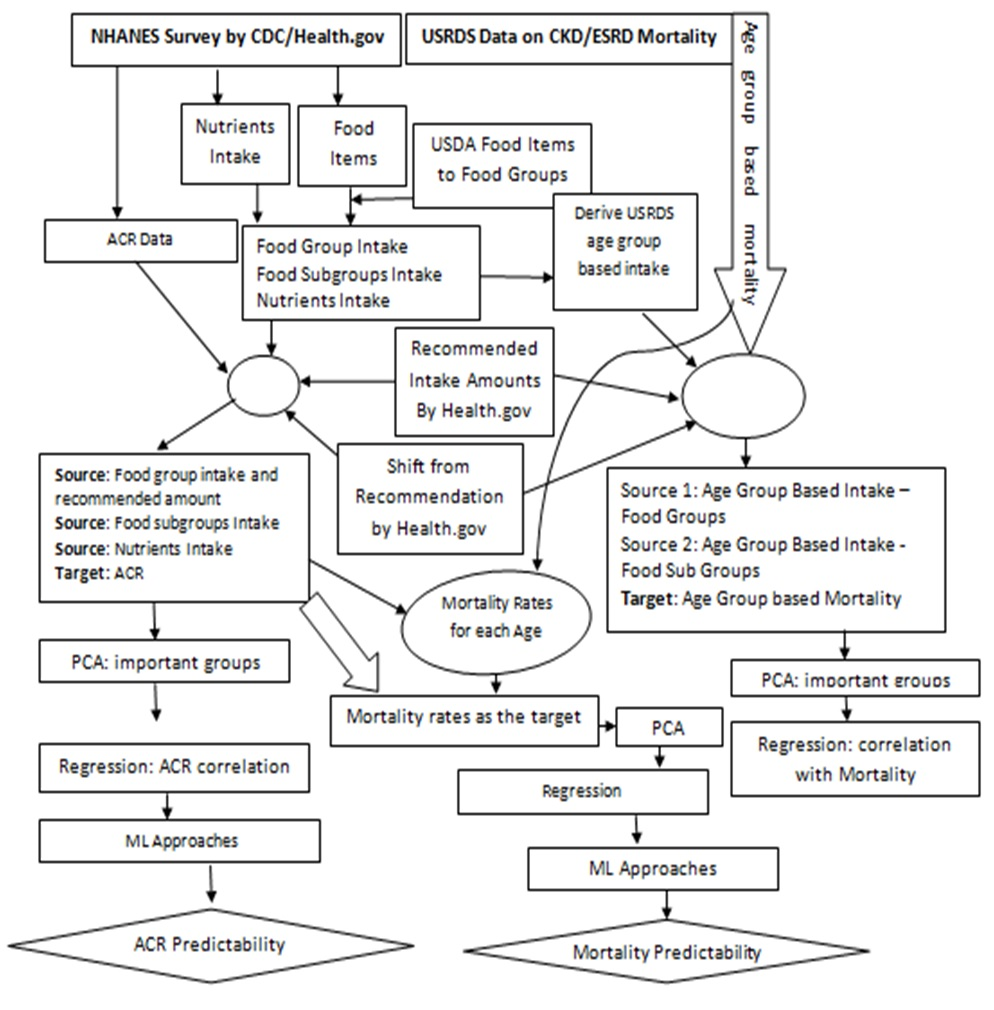 NHANES Survey by CDC/Health.gov
USRDS Data on CKD/ESRD Mortality
Age group based mortality
Nutrients
Intake
Food
Items
USDA Food Items
to Food Groups
ACR Data
Food Group Intake
Food Subgroups Intake
Nutrients Intake
Derive USRDS
age group
based intake
Recommended
Intake Amounts
By Health.gov
Shift from
Recommendation
by Health.gov
Source: Food group intake and
recommended amount
Source: Food subgroups Intake
Source: Nutrients Intake
Target: ACR
Source 1: Age Group Based Intake –
Food Groups
Source 2: Age Group Based Intake -
Food Sub Groups
Target: Age Group based Mortality
Mortality Rates
for each Age
PCA: important groups
PCA: important groups
Mortality rates as the target
PCA
Regression: correlation
with Mortality
Regression: ACR correlation
Regression
ML Approaches
ML Approaches
ACR Predictability
Mortality Predictability